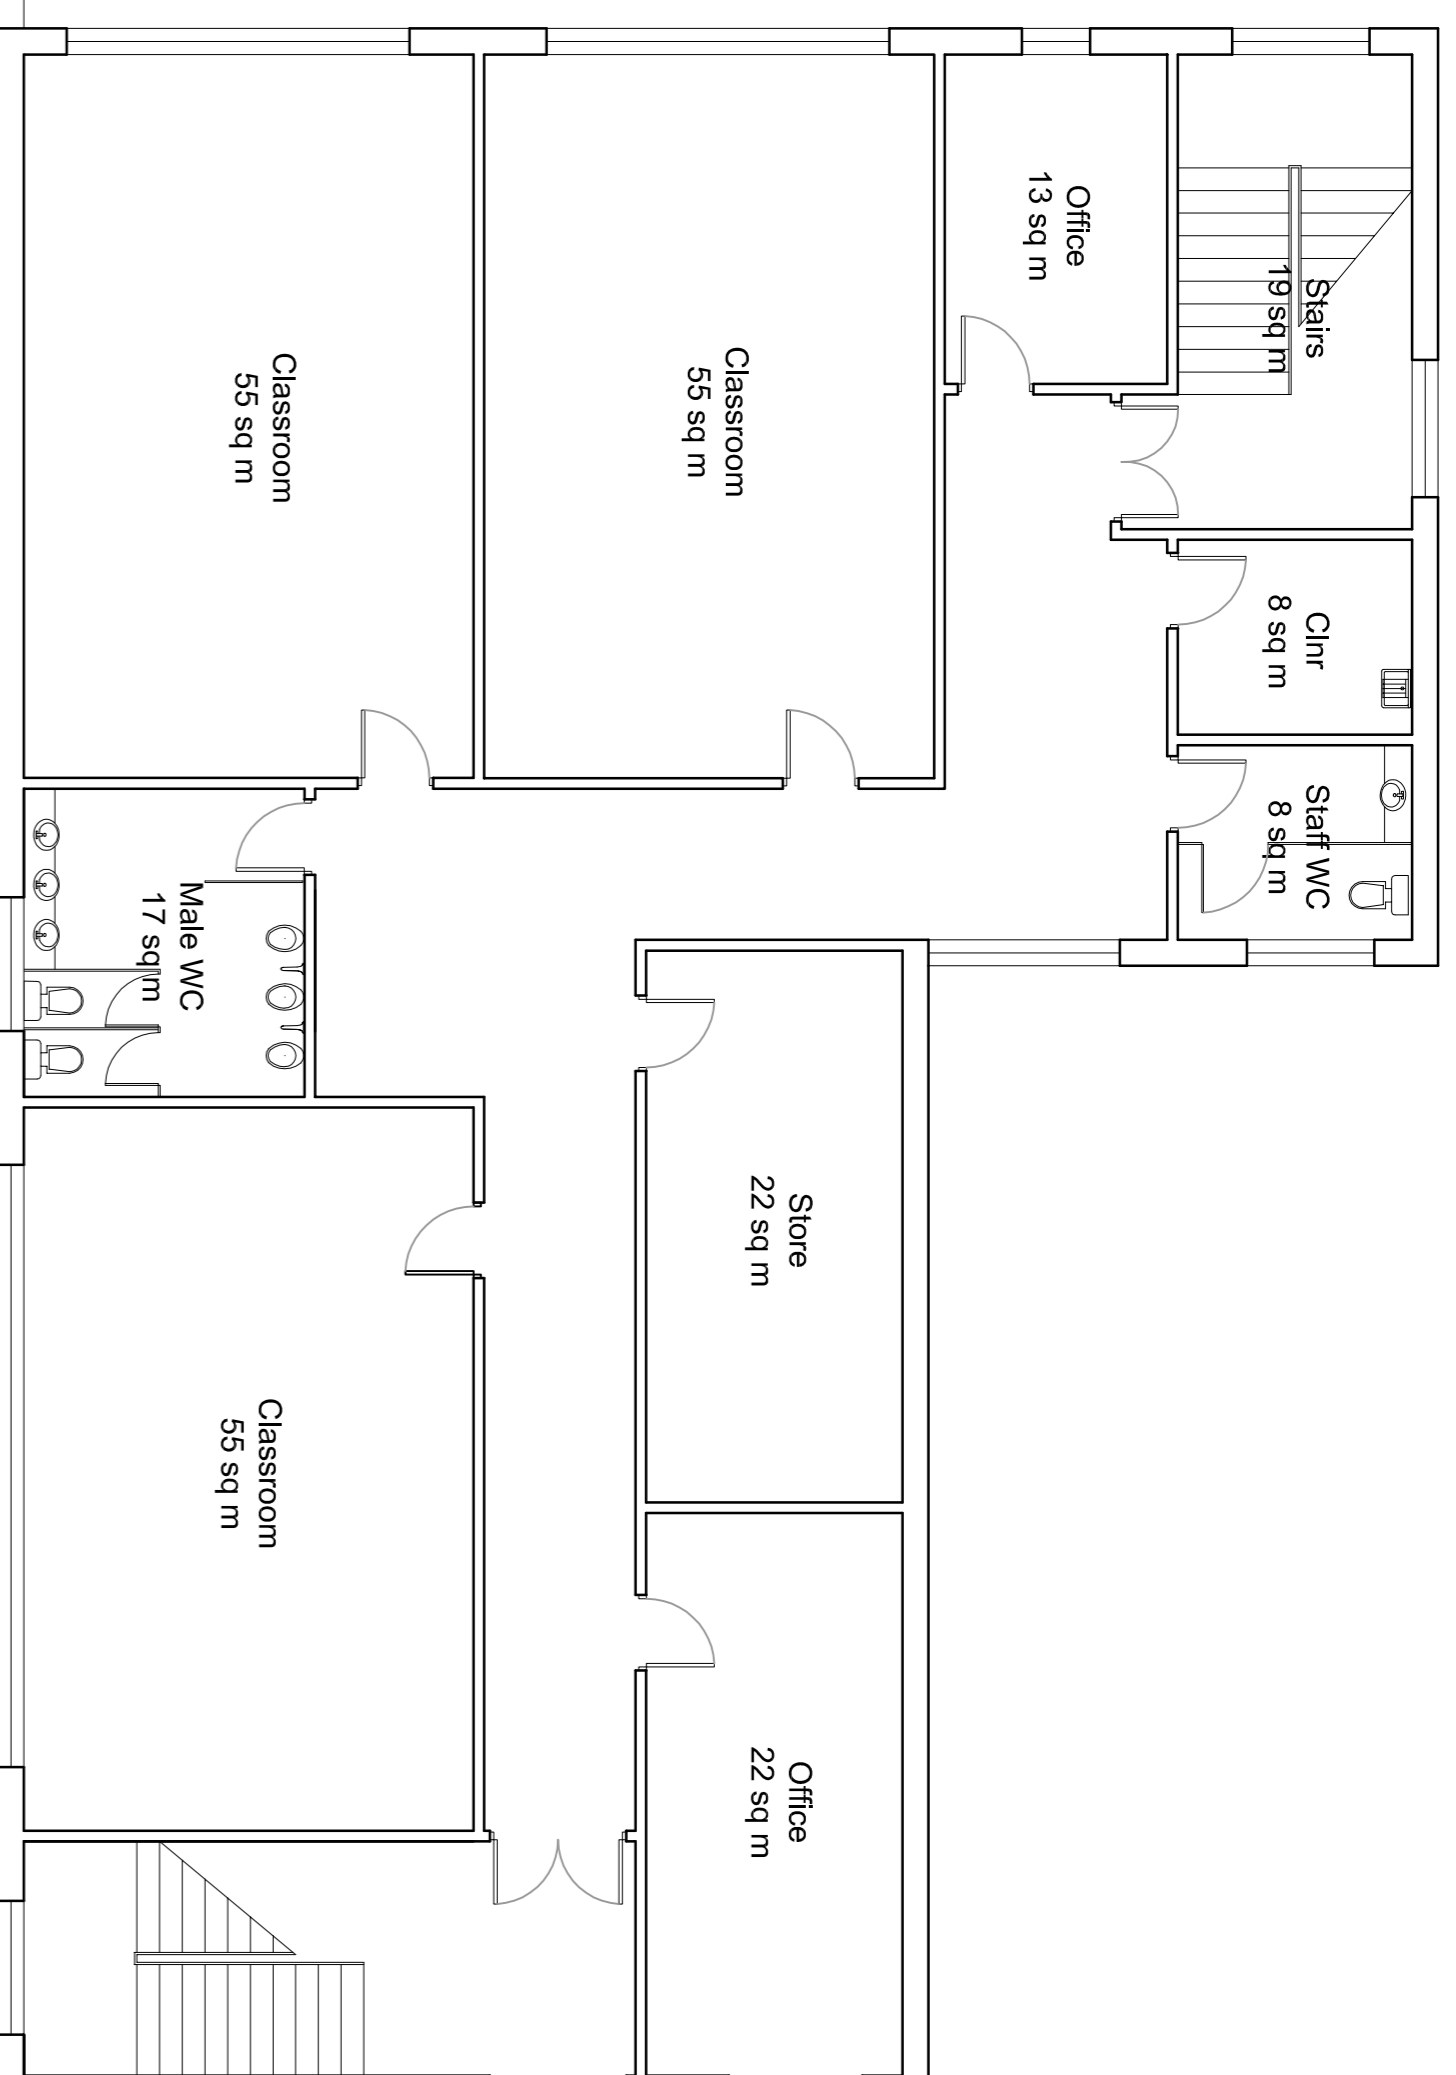 Stairs
19 sq m
Office
13 sq m
Classroom
55 sq m
Classroom
55 sq m
Clnr
8 sq m
Staff WC
8 sq m
Male WC
17 sq m
Store
22 sq m
Classroom
55 sq m
Office
22 sq m